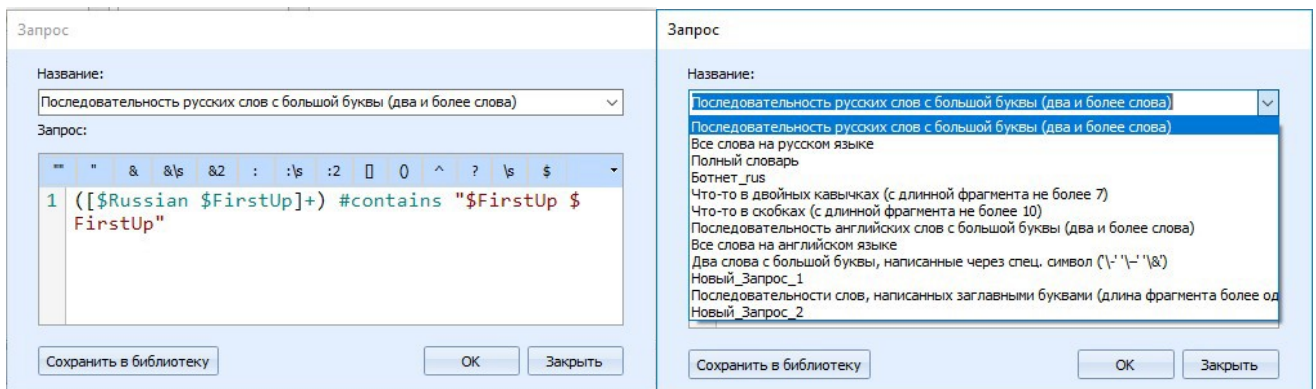 Запрос
Название:
Последовательность русских слов с большой буквы (два и более слова)
Запрос:
"" " & &\s &2 : :\s :2 [] () ^ ? \s $
1 ([$Russian $FirstUp]+) #contains "$FirstUp $
FirstUp"
Сохранить в библиотеку OK Закрыть
Запрос
Название:
Последовательность русских слов с большой буквы (два и более слова)
Последовательность русских слов с большой буквы (два и более слова)
Все слова на русском языке
Полный словарь
Ботнет_rus
Что-то в двойных кавычках (с длинной фрагмента не более 7)
Что-то в скобках (с длинной фрагмента не более 10)
Последовательность английских слов с большой буквы (два и более слова)
Все слова на английском языке
Два слова с большой буквы, написанные через спец. символ ('\-' '\–' '\&')
Новый_Запрос_1
Последовательности слов, написанных заглавными буквами (длина фрагмента более од
Новый_Запрос_2
Сохранить в библиотеку OK Закрыть